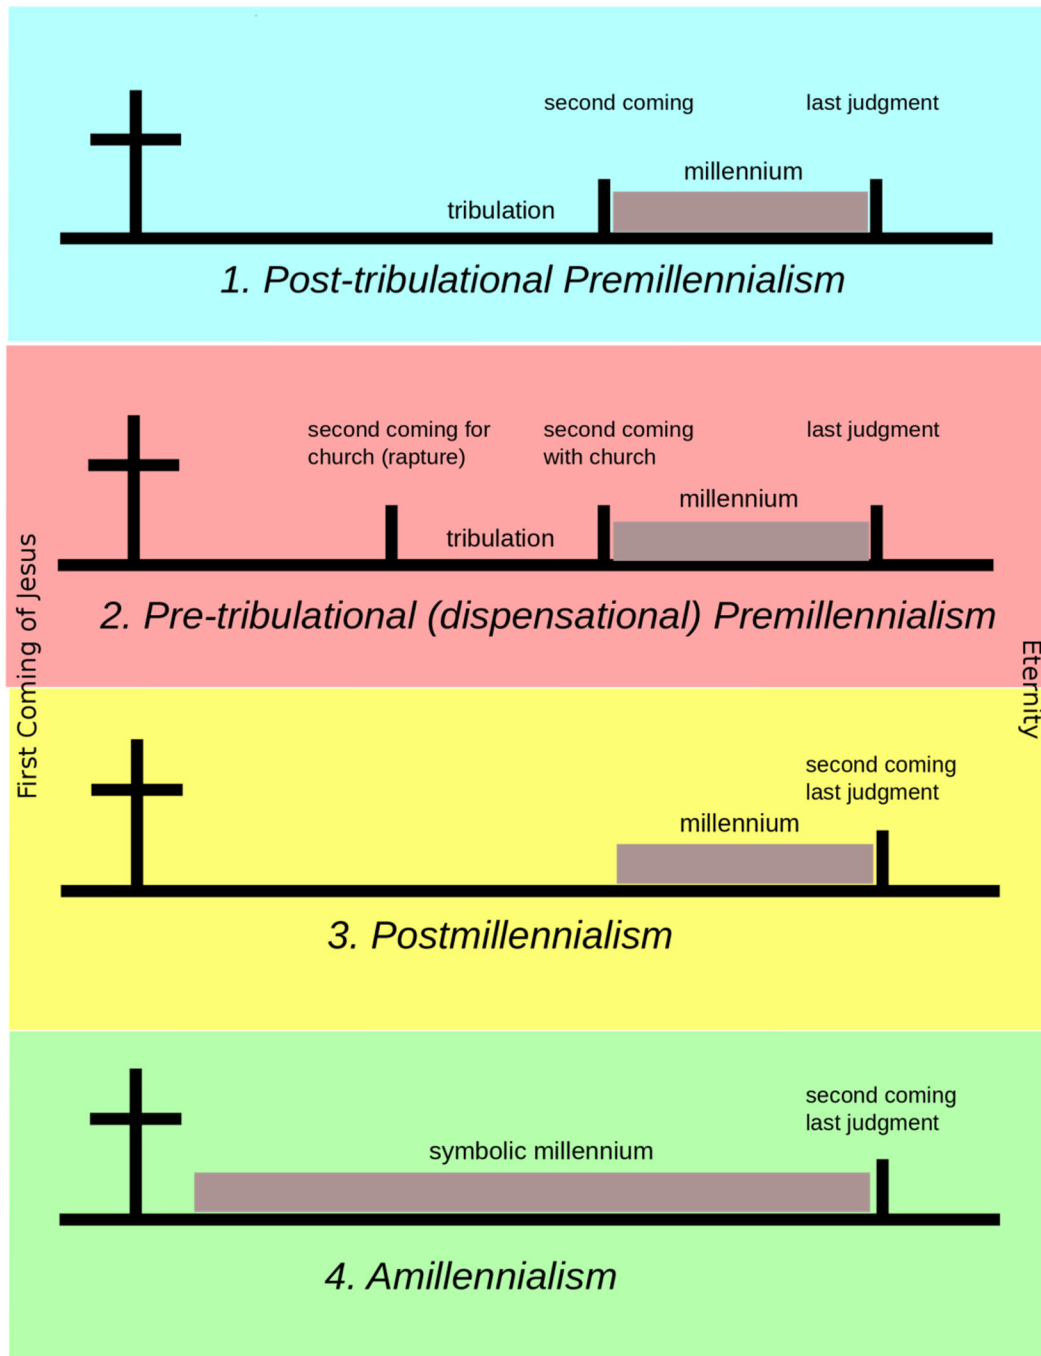 second coming
last judgment
millennium
tribulation
1. Post-tribulational Premillennialism
second coming for
church (rapture)
second coming
with church
last judgment
millennium
tribulation
2. Pre-tribulational (dispensational) Premillennialism
First Coming of Jesus
Eternity
second coming
last judgment
millennium
3. Postmillennialism
second coming
last judgment
symbolic millennium
4. Amillennialism